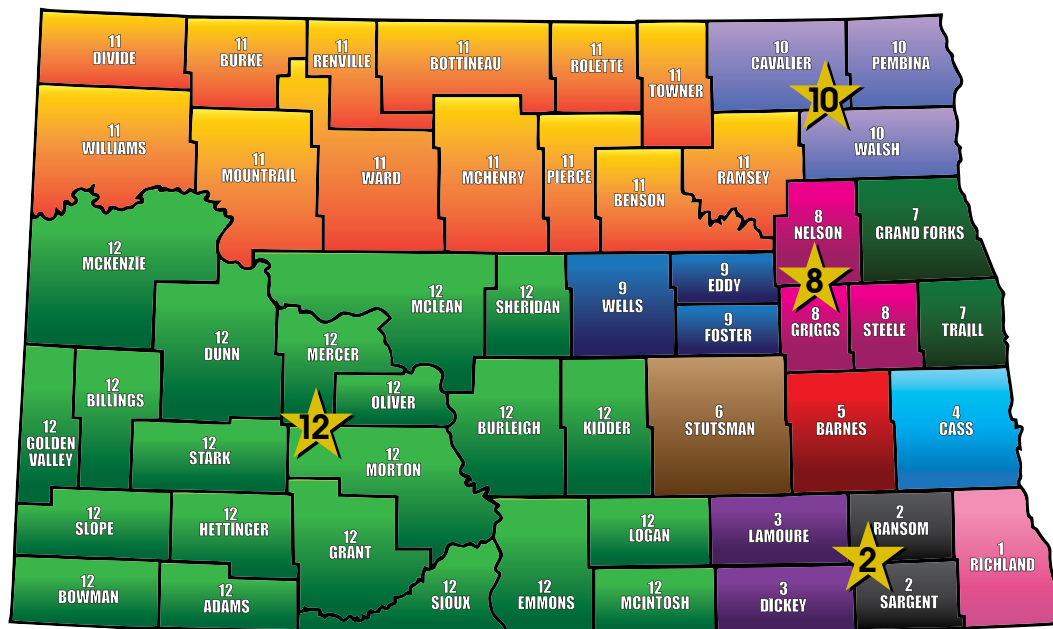 11
DIVIDE
11
BURKE
11
RENVILLE
11
BOTTINEAU
11
ROLETTE
11
TOWNER
10
CAVALIER
10
PEMBINA
10
11
WILLIAMS
11
MOUNTRAIL
11
WARD
11
MCHENRY
11
PIERCE
11
BENSON
11
RAMSEY
10
WALSH
12
MCKENZIE
12
DUNN
12
MCLEAN
12
SHERIDAN
9
WELLS
9
EDDY
9
FOSTER
8
NELSON
8
7
GRAND FORKS
8
GRIGGS
8
STEELE
7
TRAILL
12
MERCER
12
OLIVER
12
12
GOLDEN
VALLEY
12
BILLINGS
12
STARK
12
MORTON
12
BURLEIGH
12
KIDDER
6
STUTSMAN
5
BARNES
4
CASS
12
SLOPE
12
HETTINGER
12
GRANT
12
BOWMAN
12
ADAMS
12
SIOUX
12
EMMONS
12
LOGAN
12
MCINTOSH
3
LAMOURE
3
DICKEY
2
RANSOM
2
2
SARGENT
1
RICHLAND